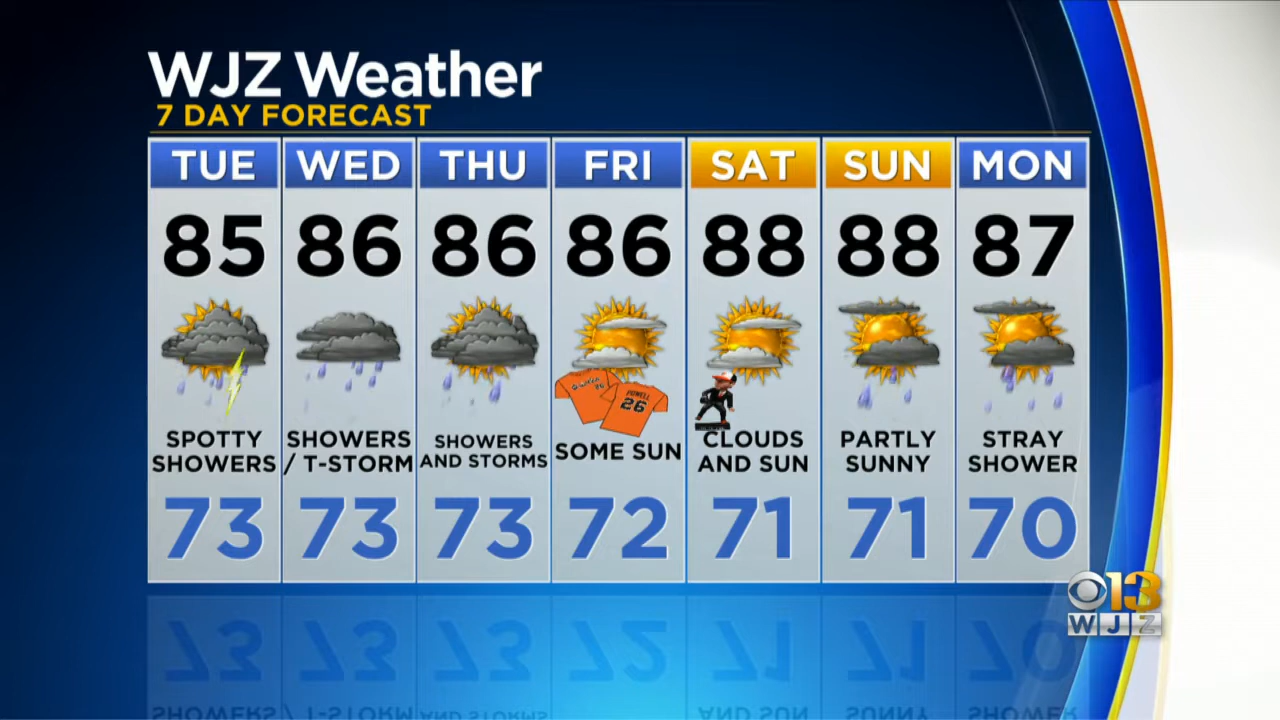 WJZ Weather
7 DAY FORECAST
TUE WED THU FRI SAT SUN MON
85 86 86 86 88 88 87
POWELL
26
SPOTTY SHOWERS SHOWERS SOME SUN CLOUDS PARTLY STRAY
SHOWERS / T-STORM AND STORMS AND SUN SUNNY SHOWER
73 73 73 72 71 71 70
13
WJZ